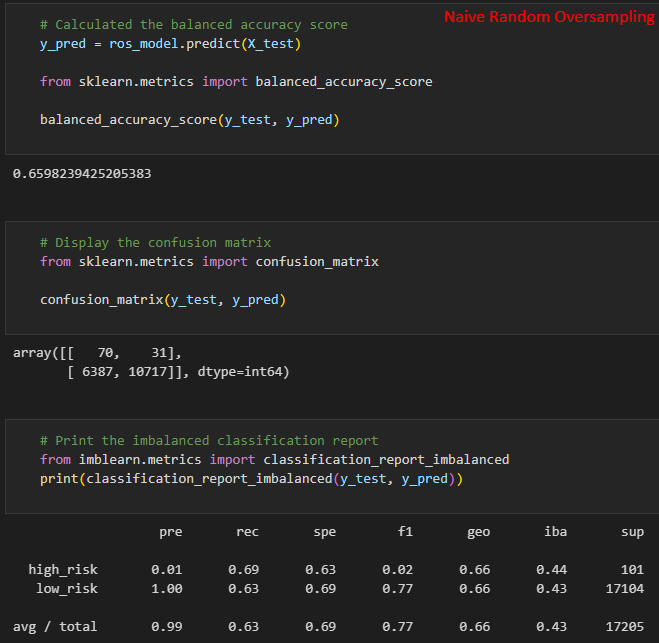 Naive Random Oversampling
# Calculated the balanced accuracy score
y_pred = ros_model.predict(X_test)
from sklearn.metrics import balanced_accuracy_score
balanced_accuracy_score(y_test, y_pred)
0.6598239425205383
# Display the confusion matrix
from sklearn.metrics import confusion_matrix
confusion_matrix(y_test, y_pred)
array([[   70,    31],
       [ 6387, 10717]], dtype=int64)
# Print the imbalanced classification report
from imblearn.metrics import classification_report_imbalanced
print(classification_report_imbalanced(y_test, y_pred))
pre rec spe f1 geo iba sup
high_risk 0.01 0.69 0.63 0.02 0.66 0.44 101
low_risk 1.00 0.63 0.69 0.77 0.66 0.43 17104
avg / total 0.99 0.63 0.69 0.77 0.66 0.43 17205